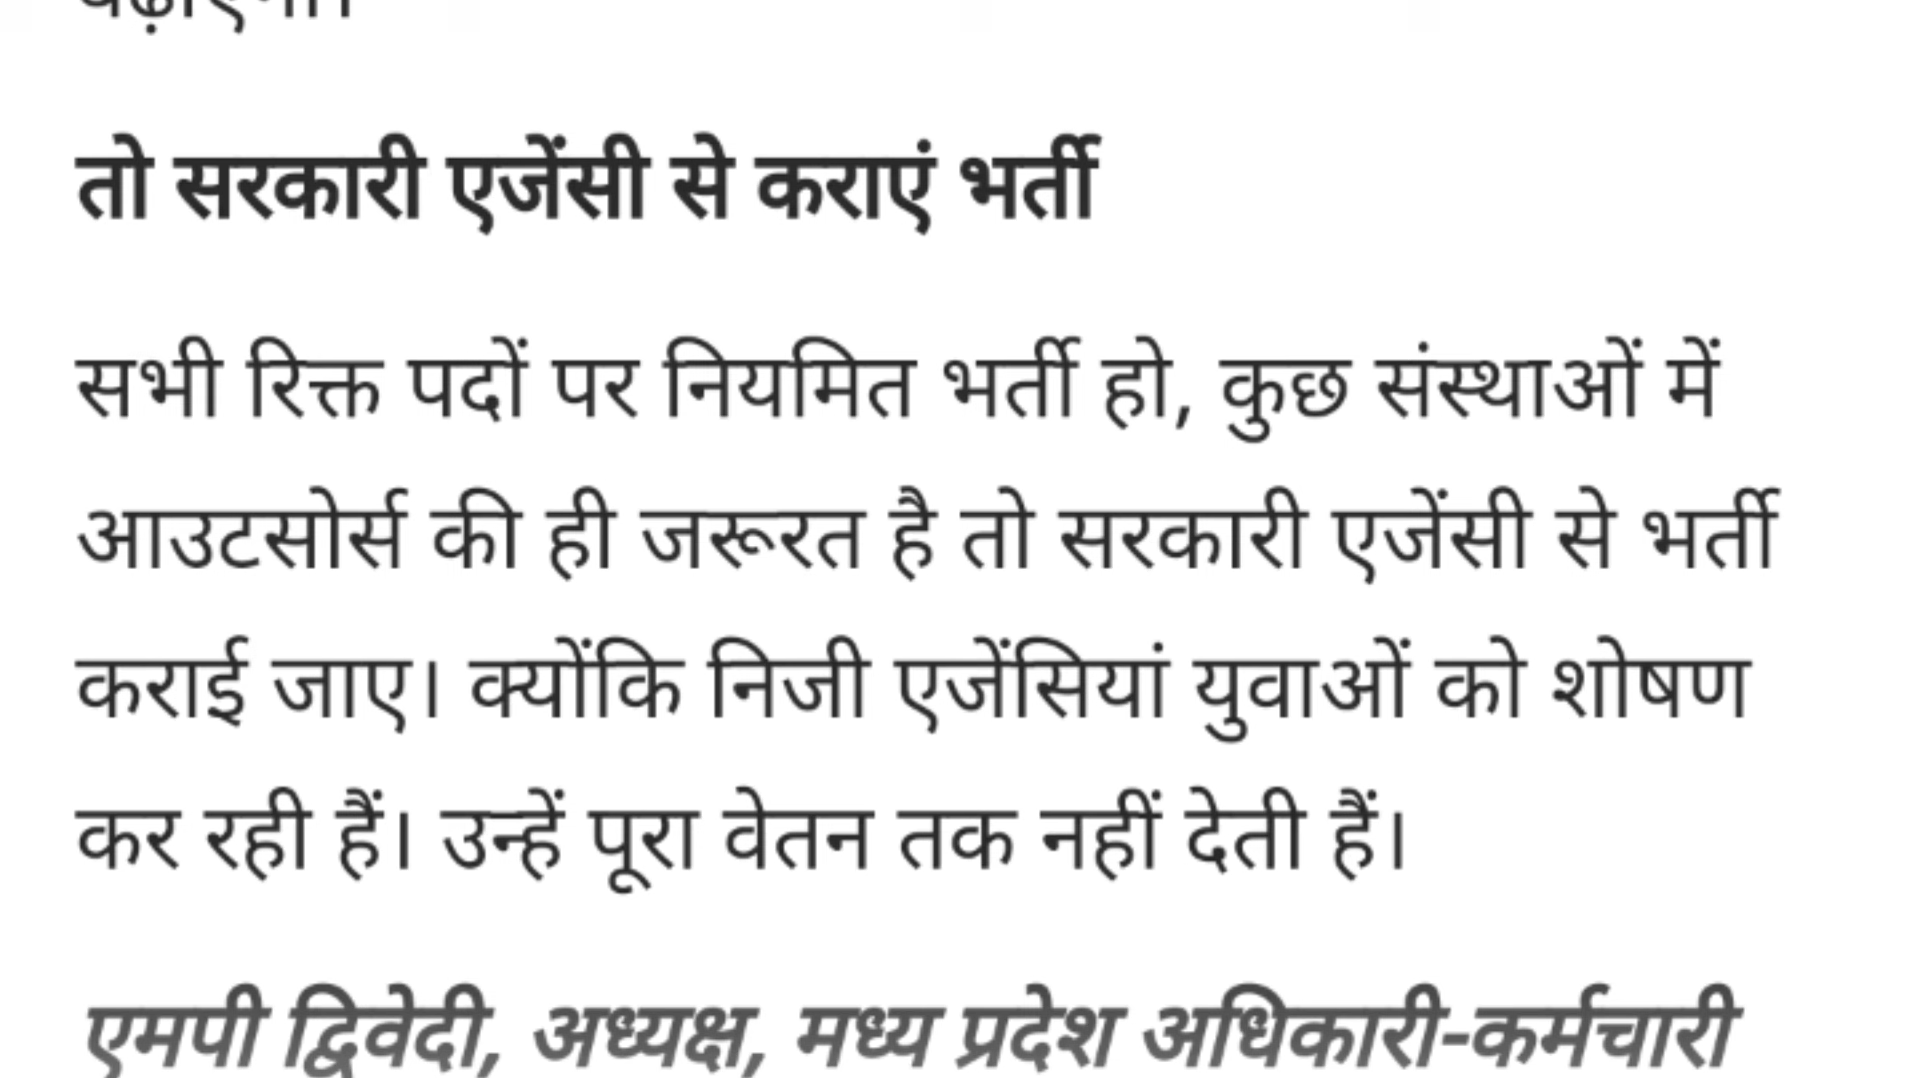 तो सरकारी एजेंसी से कराएं भर्ती
सभी रिक्त पदों पर नियमित भर्ती हो, कुछ संस्थाओं में
आउटसोर्स की ही जरूरत है तो सरकारी एजेंसी से भर्ती
कराई जाए। क्योंकि निजी एजेंसियां युवाओं को शोषण
कर रही हैं। उन्हें पूरा वेतन तक नहीं देती हैं।
एमपी द्विवेदी, अध्यक्ष, मध्य प्रदेश अधिकारी-कर्मचारी